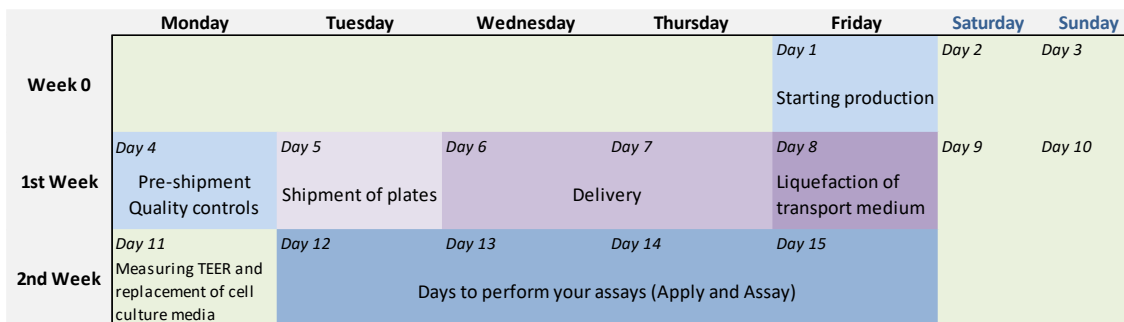 Monday Tuesday Wednesday Thursday Friday Saturday Sunday
Week 0
Day 1 Day 2 Day 3
Starting production
1st Week
Day 4 Day 5 Day 6 Day 7 Day 8 Day 9 Day 10
Pre-shipment
Quality controls
Shipment of plates
Delivery
Liquefaction of
transport medium
2nd Week
Day 11 Day 12 Day 13 Day 14 Day 15
Measuring TEER and
replacement of cell
culture media
Days to perform your assays (Apply and Assay)